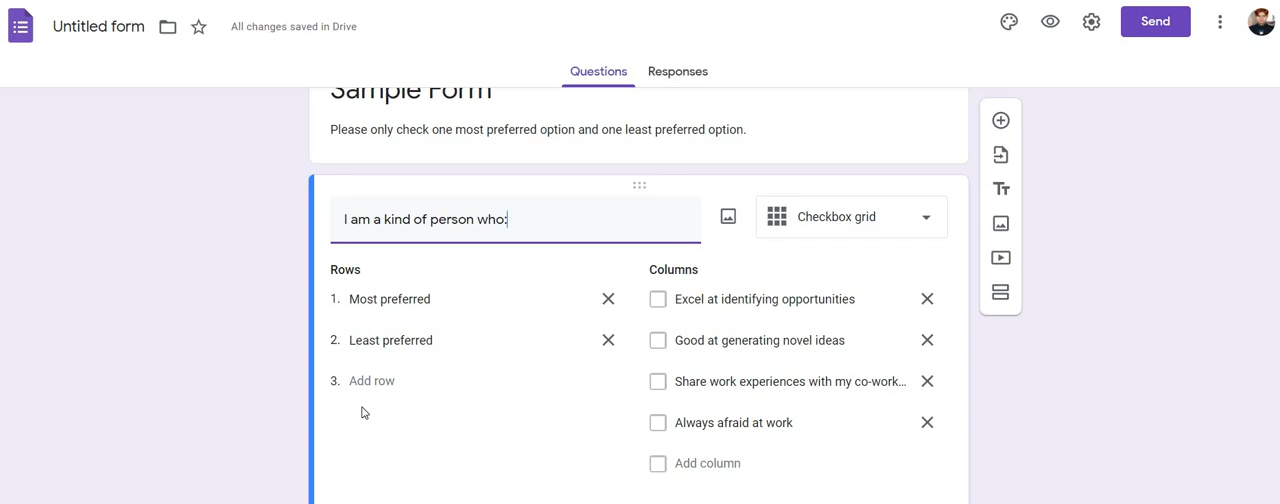 Untitled form
All changes saved in Drive
Send
Questions
Responses
Sample Form
Please only check one most preferred option and one least preferred option.
I am a kind of person who:
Tт
Checkbox grid
Rows
Columns
1. Most preferred
Excel at identifying opportunities
2. Least preferred
Good at generating novel ideas
3. Add row
Share work experiences with my co-work...
Always afraid at work
Add column